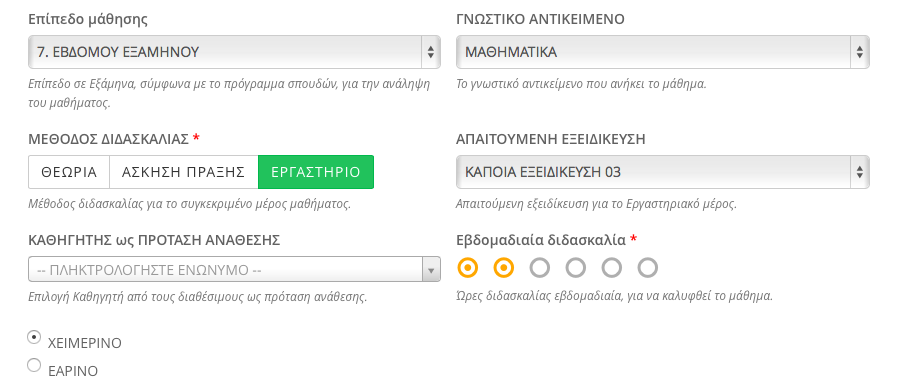 Επίπεδο μάθησης
7. ΕΒΔΟΜΟΥ ΕΞΑΜΗΝΟΥ
Επίπεδο σε Εξάμηνα, σύμφωνα με το πρόγραμμα σπουδών, για την ανάληψη
του μαθήματος.
ΓΝΩΣΤΙΚΟ ΑΝΤΙΚΕΙΜΕΝΟ
ΜΑΘΗΜΑΤΙΚΑ
Το γνωστικό αντικείμενο που ανήκει το μάθημα.
ΜΕΘΟΔΟΣ ΔΙΔΑΣΚΑΛΙΑΣ *
ΘΕΩΡΙΑ ΑΣΚΗΣΗ ΠΡΑΞΗΣ ΕΡΓΑΣΤΗΡΙΟ
Μέθοδος διδασκαλίας για το συγκεκριμένο μέρος μαθήματος.
ΑΠΑΙΤΟΥΜΕΝΗ ΕΞΕΙΔΙΚΕΥΣΗ
ΚΑΠΟΙΑ ΕΞΕΙΔΙΚΕΥΣΗ 03
Απαιτούμενη εξειδίκευση για το Εργαστηριακό μέρος.
ΚΑΘΗΓΗΤΗΣ ως ΠΡΟΤΑΣΗ ΑΝΑΘΕΣΗΣ
-- ΠΛΗΚΤΡΟΛΟΓΗΣΤΕ ΕΝΩΝΥΜΟ --
Επιλογή Καθηγητή από τους διαθέσιμους ως πρόταση ανάθεσης.
Εβδομαδιαία διδασκαλία *
Ώρες διδασκαλίας εβδομαδιαία, για να καλυφθεί το μάθημα.
ΧΕΙΜΕΡΙΝΟ
ΕΑΡΙΝΟ